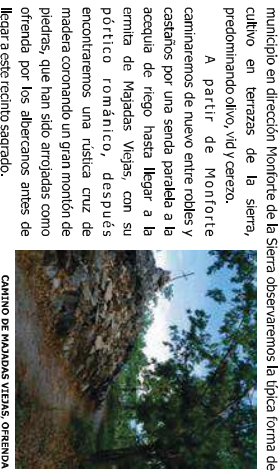 municipio en dirección Monforte de la Sierra observaremos la típica forma de
cultivo en terrazas de la sierra,
predominando olivo, vid y cerezo.
A partir de Monforte
caminaremos de nuevo entre robles y
castaños por una senda paralela a la
acequia de riego hasta llegar a la
ermita de Majadas Viejas, con su
pórtico románico, después
encontraremos una rústica cruz de
madera coronando un gran montón de
piedras, que han sido arrojadas como
ofrenda por los albercanos antes de
llegar a este recinto sagrado.
CAMINO DE MAJADAS VIEJAS, OFRENDA